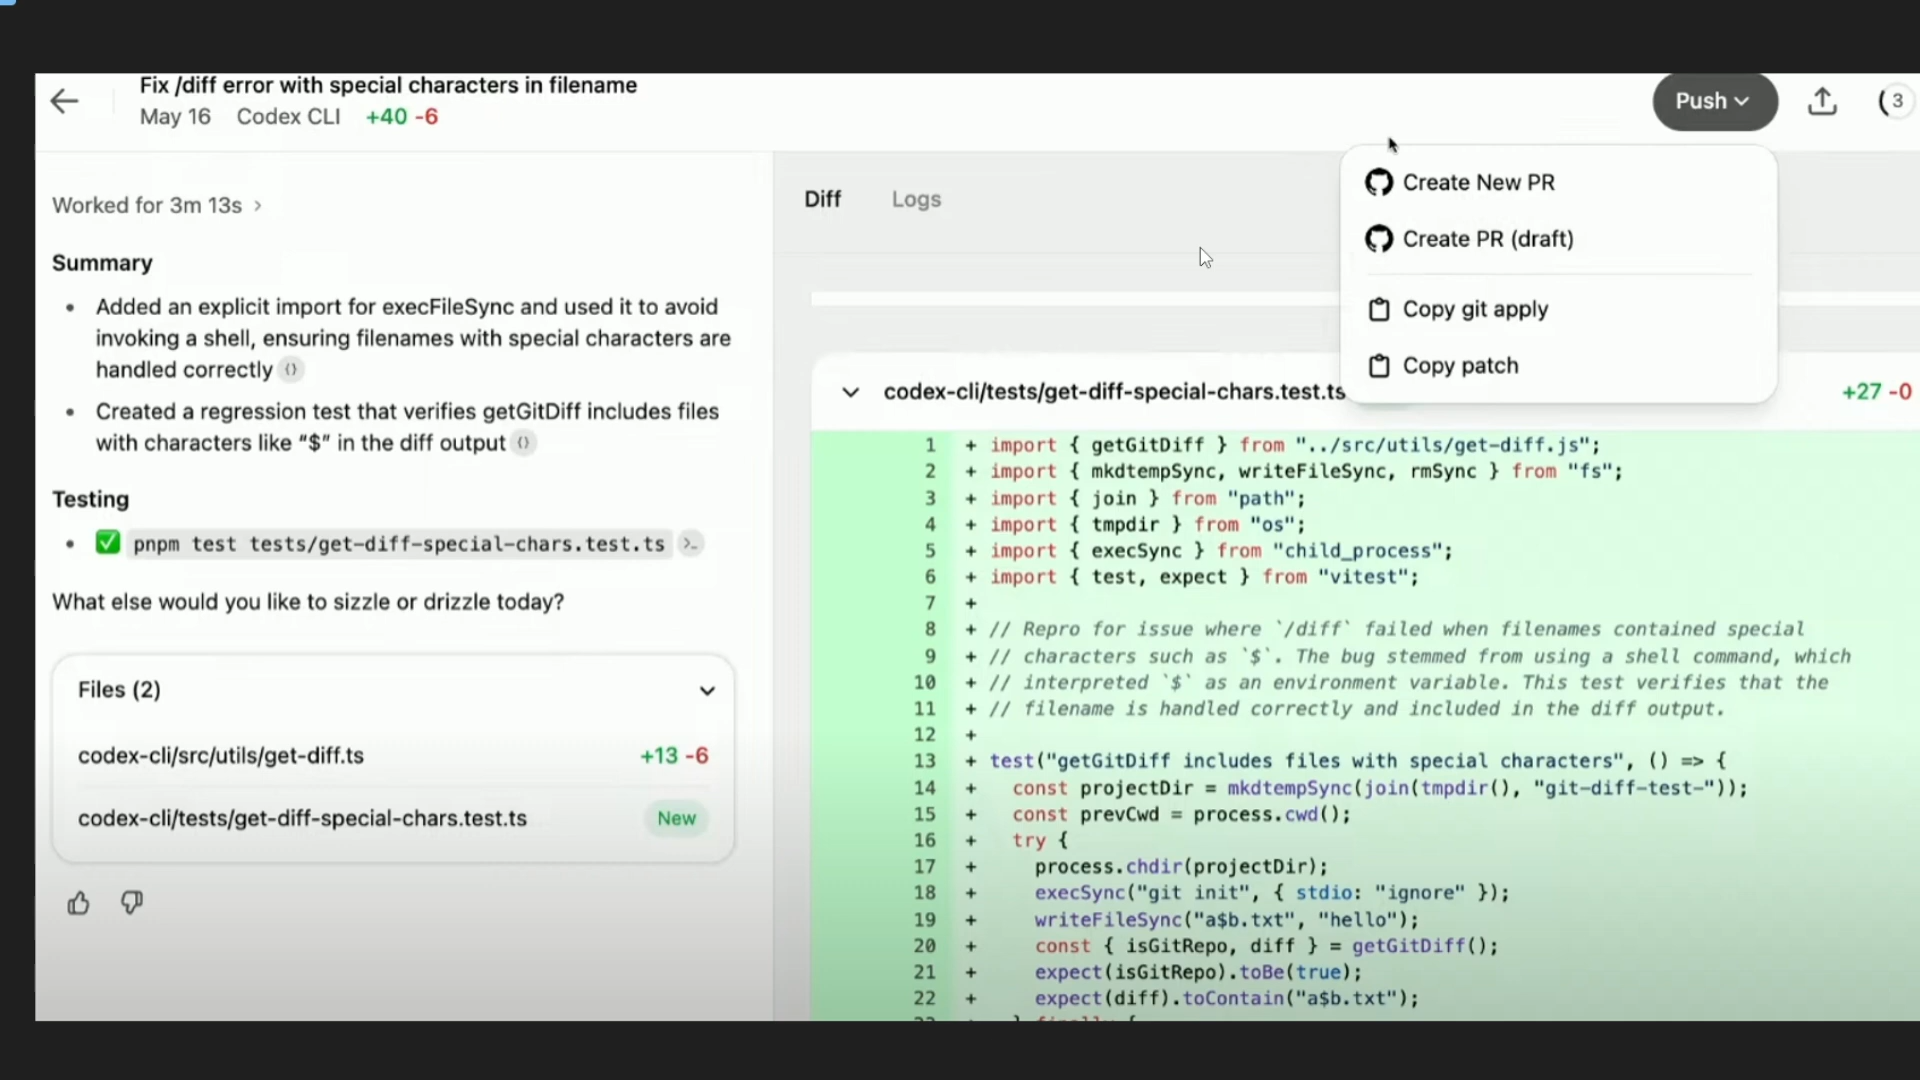 Fix /diff error with special characters in filename
May 16 Codex CLI +40 -6
Push
3
Create New PR
Create PR (draft)
Copy git apply
Copy patch
Worked for 3m 13s
Summary
Added an explicit import for execFileSync and used it to avoid
invoking a shell, ensuring filenames with special characters are
handled correctly
Created a regression test that verifies getGitDiff includes files
with characters like “$” in the diff output
Testing
pnpm test tests/get-diff-special-chars.test.ts
What else would you like to sizzle or drizzle today?
Files (2)
codex-cli/src/utils/get-diff.ts +13 -6
codex-cli/tests/get-diff-special-chars.test.ts New
Diff Logs
codex-cli/tests/get-diff-special-chars.test.ts +27 -0
1 + import { getGitDiff } from "../src/utils/get-diff.js";
2 + import { mkdtempSync, writeFileSync, rmSync } from "fs";
3 + import { join } from "path";
4 + import { tmpdir } from "os";
5 + import { execSync } from "child_process";
6 + import { test, expect } from "vitest";
7 +
8 + // Repro for issue where `/diff` failed when filenames contained special
9 + // characters such as `$`. The bug stemmed from using a shell command, which
10 + // interpreted `$` as an environment variable. This test verifies that the
11 + // filename is handled correctly and included in the diff output.
12 +
13 + test("getGitDiff includes files with special characters", () => {
14 + const projectDir = mkdtempSync(join(tmpdir(), "git-diff-test-"));
15 + const prevCwd = process.cwd();
16 + try {
17 + process.chdir(projectDir);
18 + execSync("git init", { stdio: "ignore" });
19 + writeFileSync("a$b.txt", "hello");
20 + const { isGitRepo, diff } = getGitDiff();
21 + expect(isGitRepo).toBe(true);
22 + expect(diff).toContain("a$b.txt");